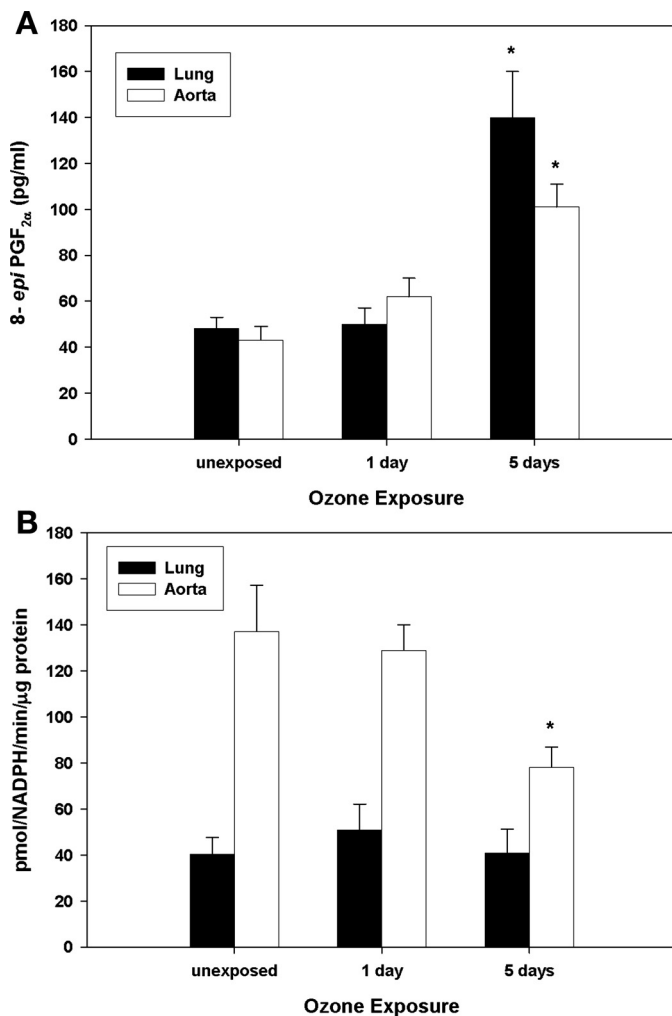 A
180
160
140
120
100
80
60
40
20
0
8- epi PGF2α (pg/ml)
Lung
Aorta
*
*
unexposed 1 day 5 days
Ozone Exposure
B
180
160
140
120
100
80
60
40
20
0
pmol/NADPH/min/μg protein
Lung
Aorta
*
unexposed 1 day 5 days
Ozone Exposure